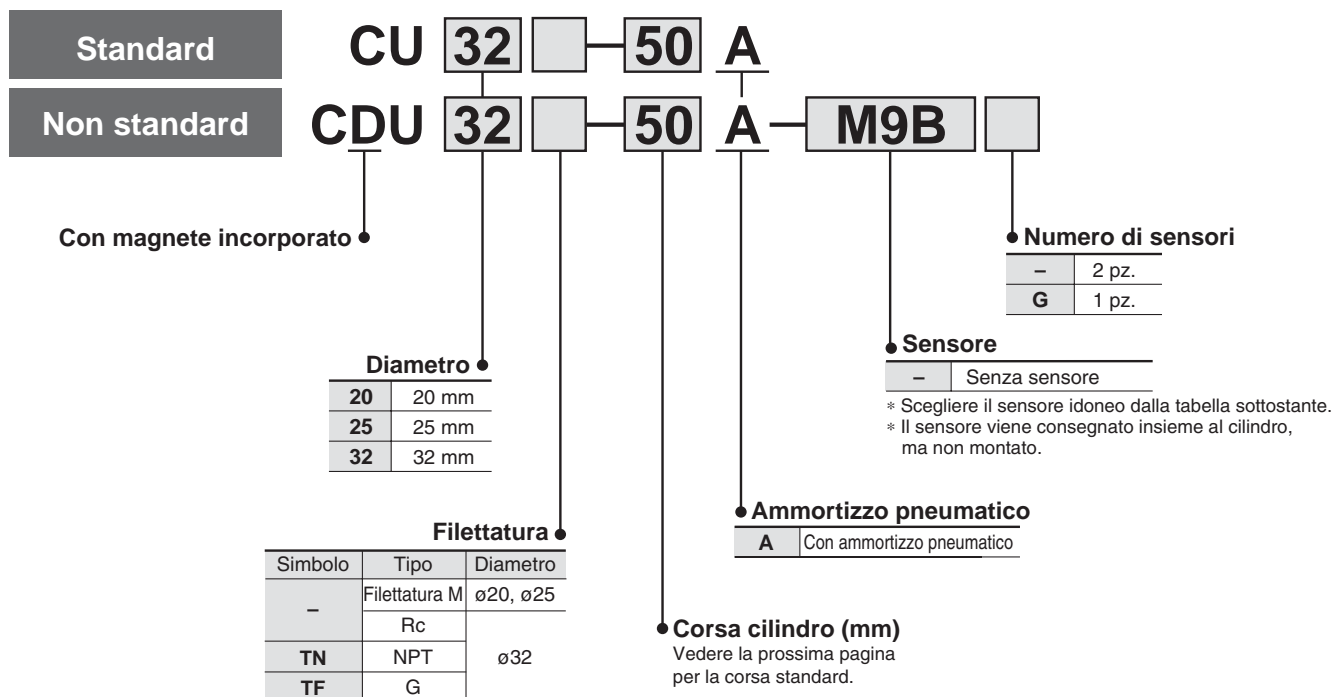 Standard CU 32 – 50 A
Non standard CDU 32 – 50 A – M9B
Con magnete incorporato
Numero di sensori
– 2 pz.
G 1 pz.
Sensore
– Senza sensore
* Scegliere il sensore idoneo dalla tabella sottostante.
* Il sensore viene consegnato insieme al cilindro,
ma non montato.
Diametro
20 20 mm
25 25 mm
32 32 mm
Ammortizzo pneumatico
A Con ammortizzo pneumatico
Filettatura
Simbolo Tipo Diametro
– Filettatura M ø20, ø25
Rc
TN NPT ø32
TF G
Corsa cilindro (mm)
Vedere la prossima pagina
per la corsa standard.